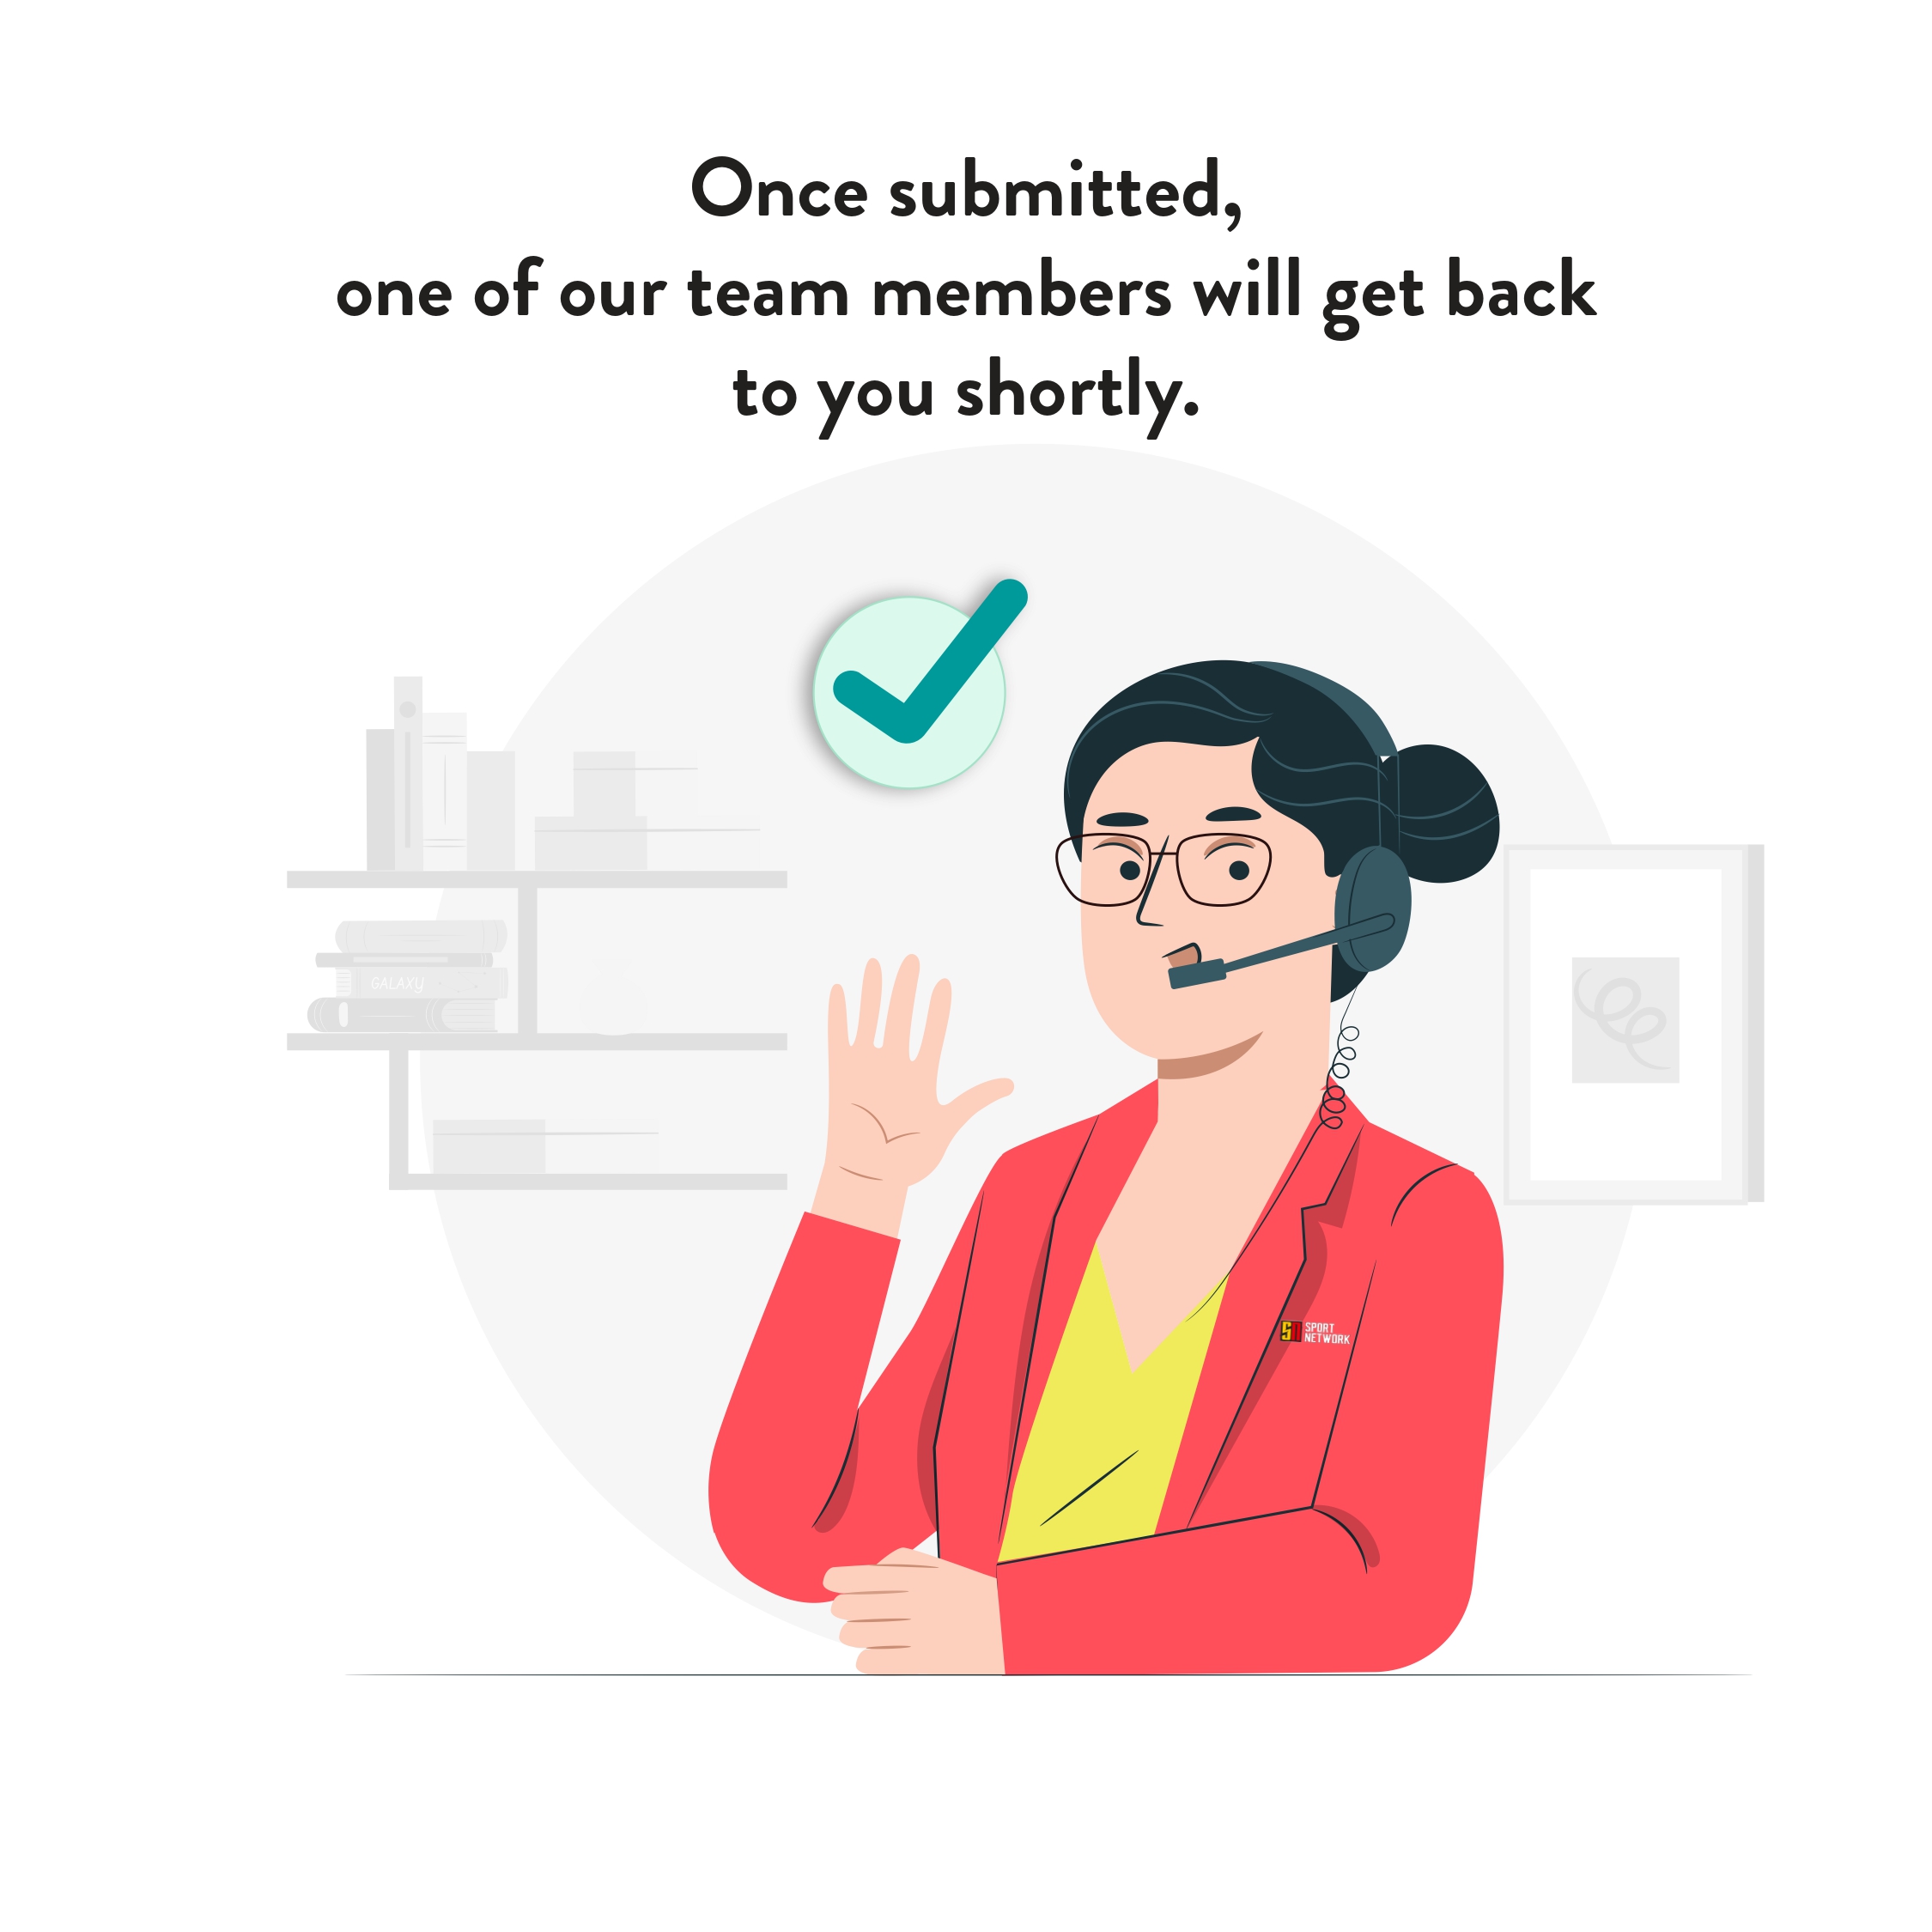 Once submitted,
one of our team members will get back
to you shortly.
GALAXY
SN SPORT
NETWORK